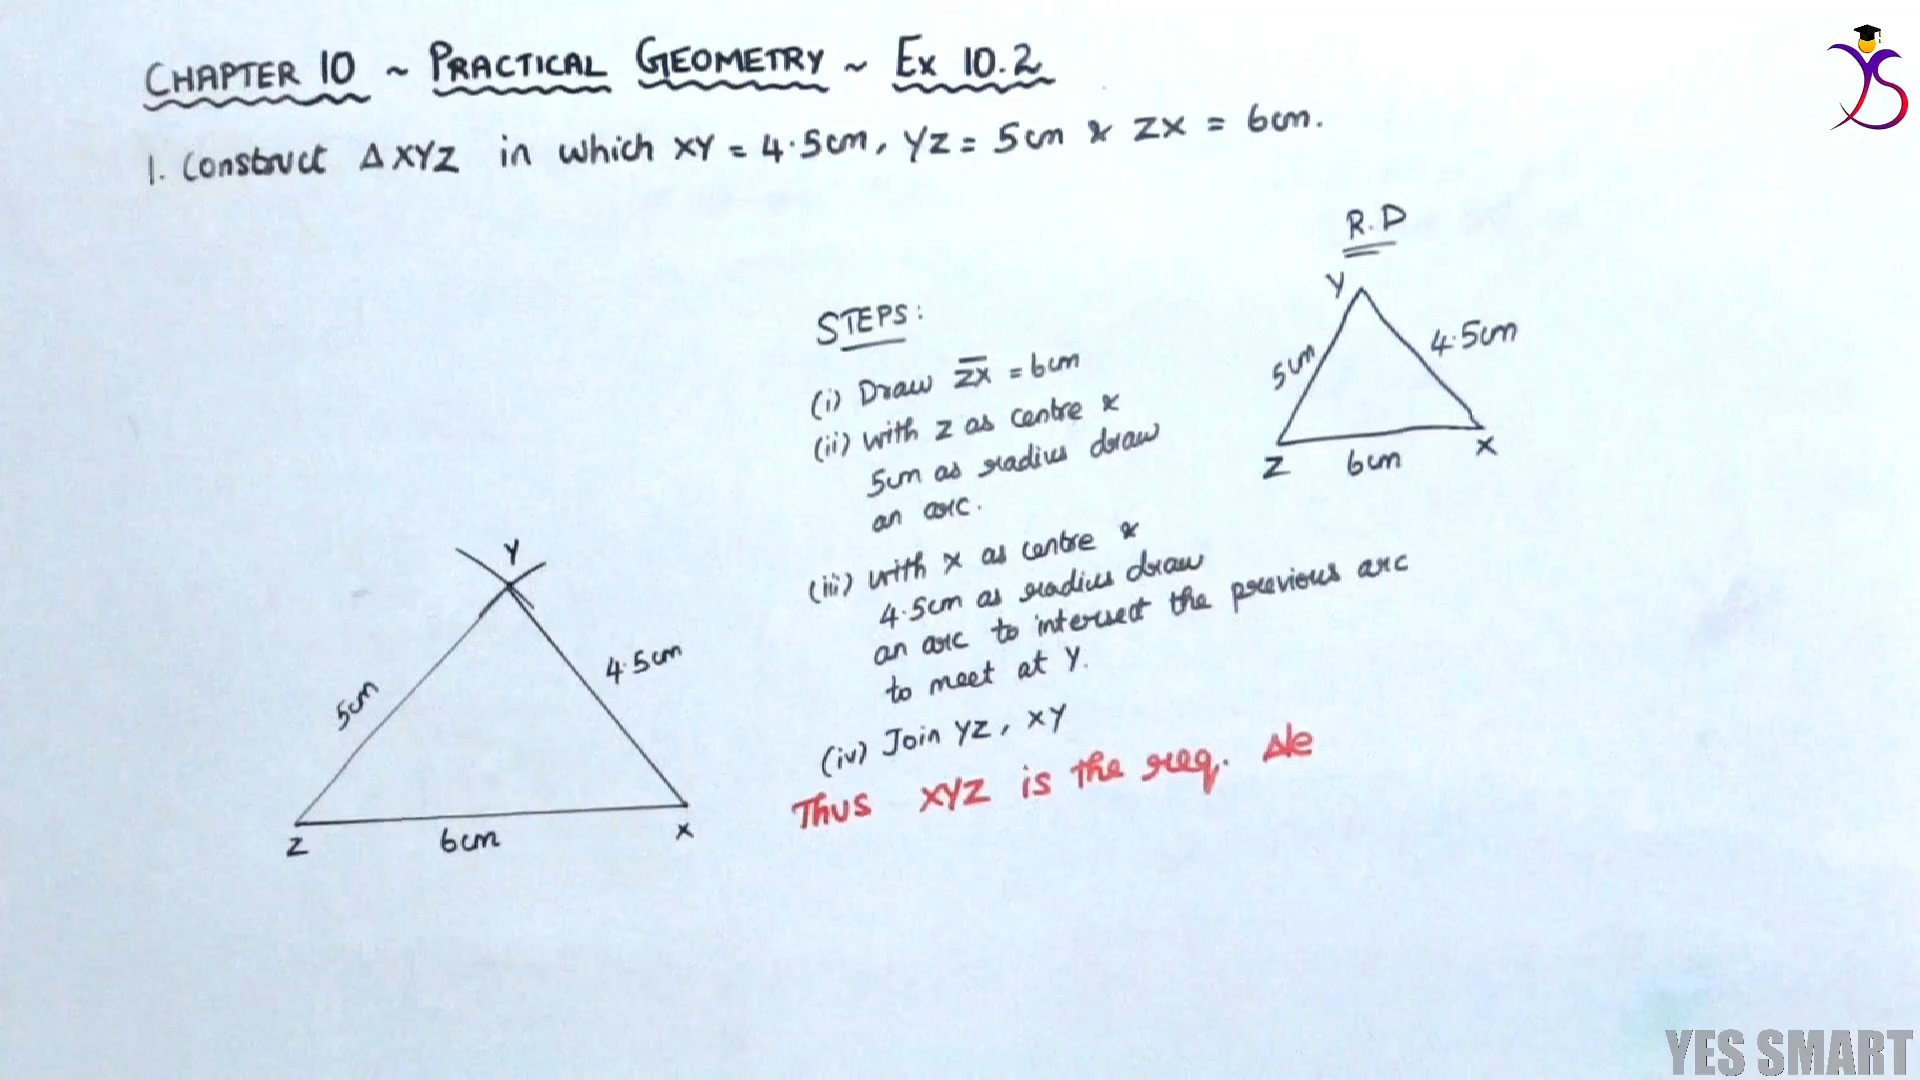 CHAPTER 10 ~ PRACTICAL GEOMETRY ~ Ex 10.2
1. Construct Δ XYZ in which XY = 4.5cm, YZ = 5cm & ZX = 6cm.
R.D
Y
5cm
4.5cm
Z
6cm
X
STEPS:
(i) Draw ZX = 6cm
(ii) With Z as centre &
5cm as radius draw
an arc.
(iii) With X as centre &
4.5cm as radius draw
an arc to intersect the previous arc
to meet at Y.
(iv) Join YZ, XY
Thus XYZ is the req. Δle
Y
5cm
4.5cm
Z
6cm
X
YS
YES SMART